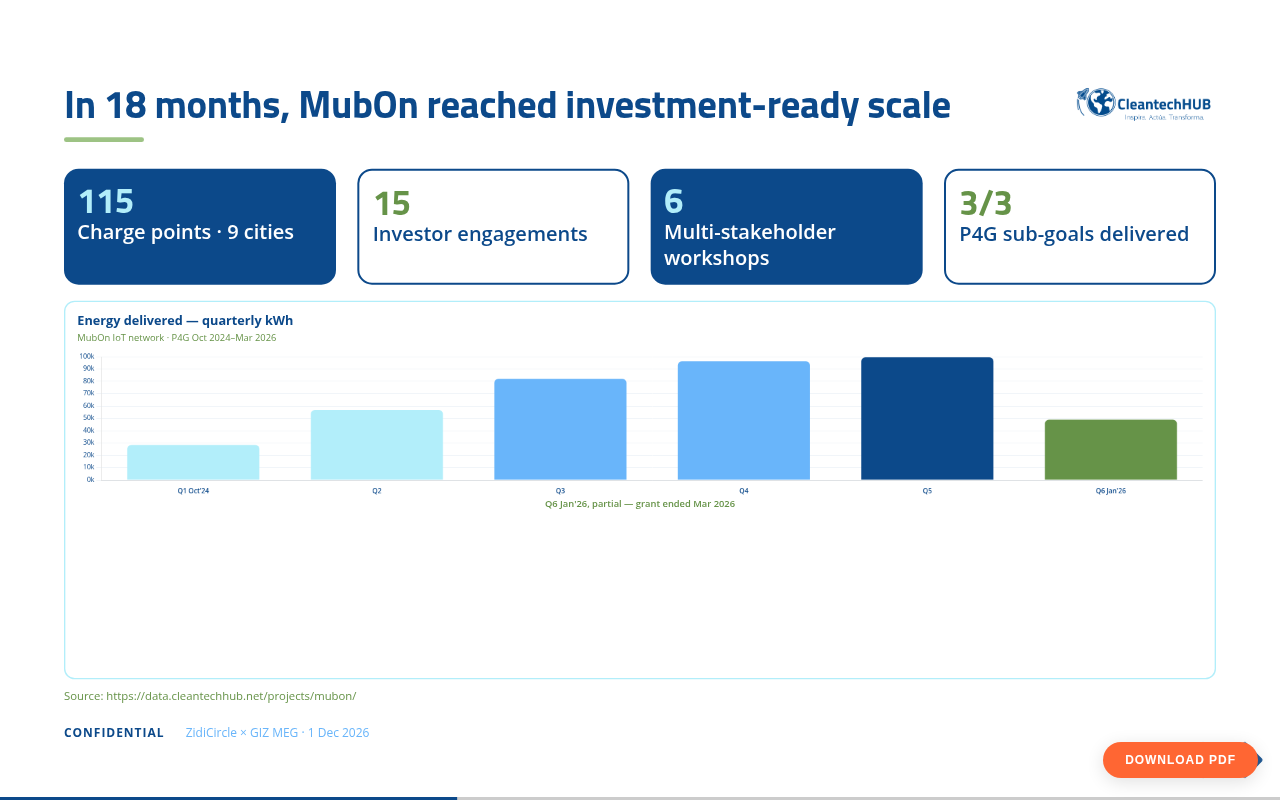 In 18 months, MubOn reached investment-ready scale
CleantechHUB
Inspira. Actúa. Transforma.
115
Charge points · 9 cities
15
Investor engagements
6
Multi-stakeholder
workshops
3/3
P4G sub-goals delivered
Energy delivered — quarterly kWh
MubOn IoT network · P4G Oct 2024–Mar 2026
100k
90k
80k
70k
60k
50k
40k
30k
20k
10k
0k
Q1 Oct'24
Q2
Q3
Q4
Q5
Q6 Jan'26
Q6 Jan'26, partial — grant ended Mar 2026
Source: https://data.cleantechhub.net/projects/mubon/
CONFIDENTIAL
ZidiCircle × GIZ MEG · 1 Dec 2026
DOWNLOAD PDF